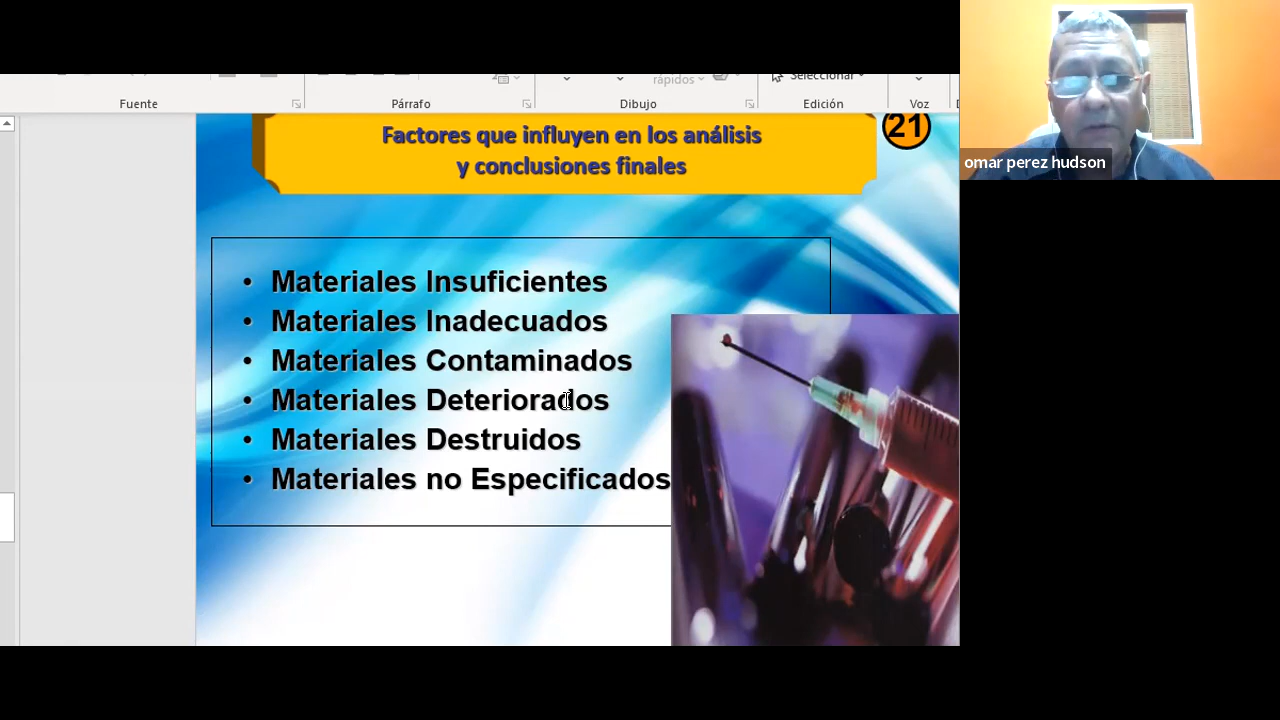 rápidos
Seleccionar
Fuente
Párrafo
Dibujo
Edición
Voz
Factores que influyen en los análisis
y conclusiones finales
21
• Materiales Insuficientes
• Materiales Inadecuados
• Materiales Contaminados
• Materiales Deteriorados
• Materiales Destruidos
• Materiales no Especificados
omar perez hudson